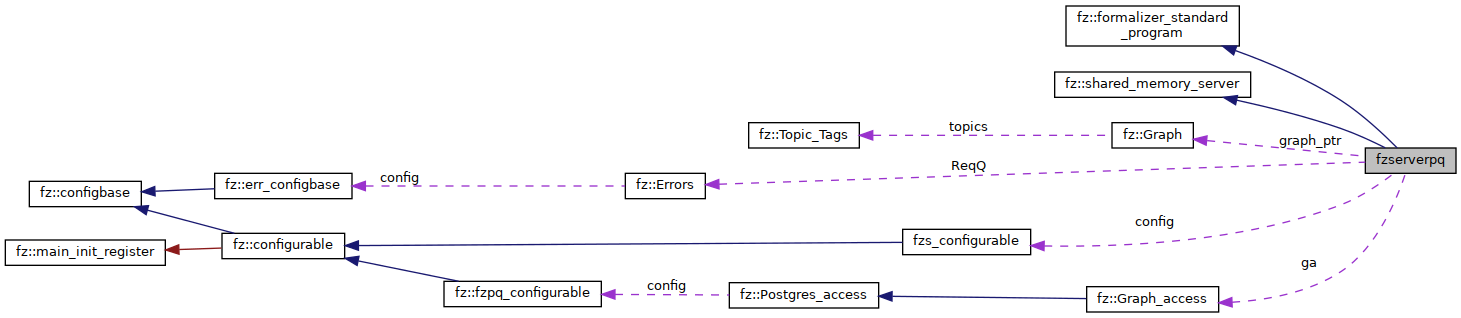 fz::formalizer_standard
_program
fz::shared_memory_server
fz::Topic_Tags
topics
fz::Graph
graph_ptr
fzserverpq
ReqQ
fz::configbase
fz::err_configbase
config
fz::Errors
config
fz::main_init_register
fz::configurable
fzs_configurable
ga
fz::fzpq_configurable
config
fz::Postgres_access
fz::Graph_access